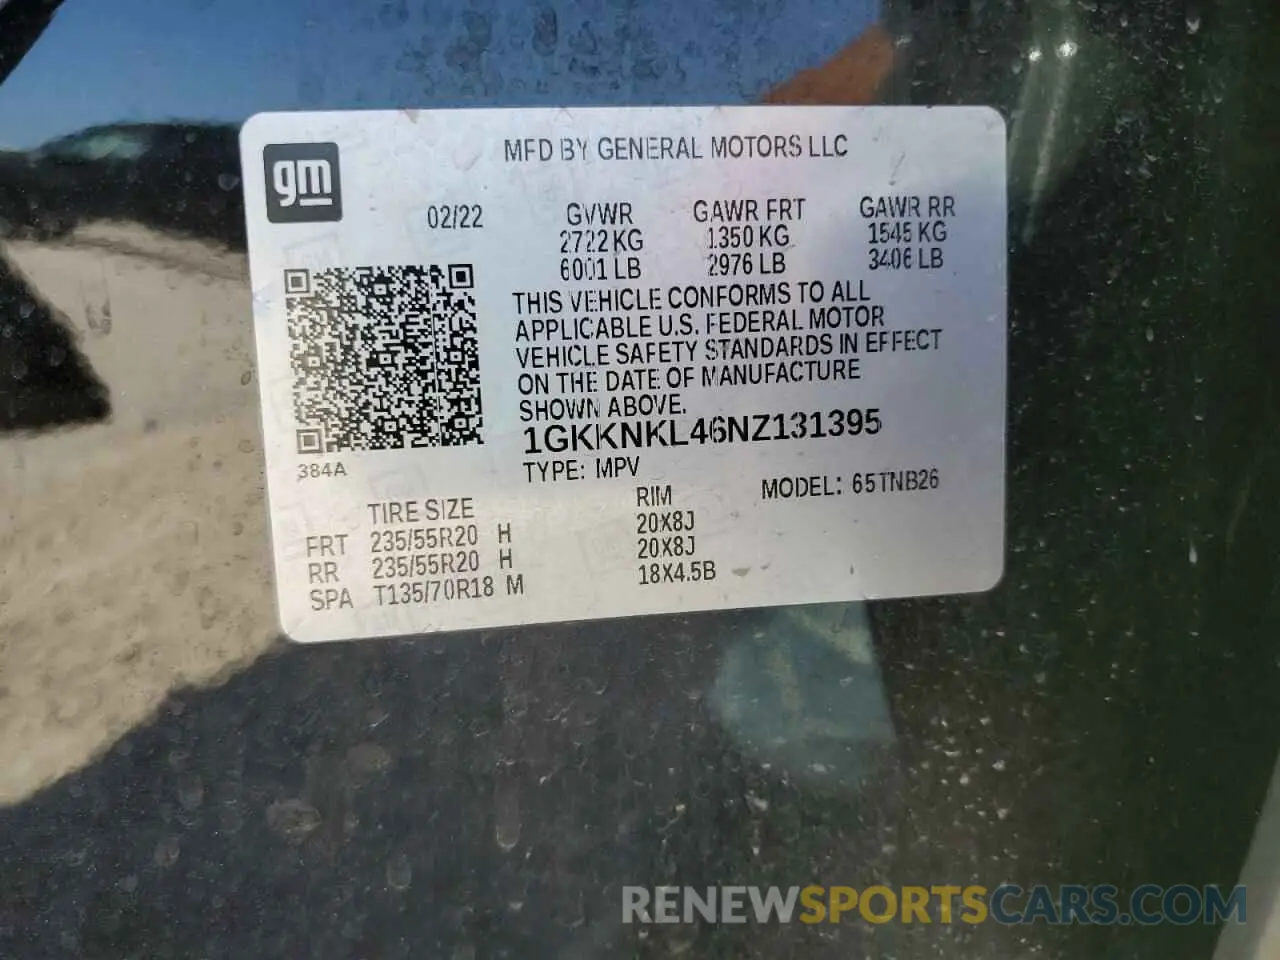 gm
MFD BY GENERAL MOTORS LLC
02/22 GVWR GAWR FRT GAWR RR
2722 KG 1350 KG 1545 KG
6001 LB 2976 LB 3406 LB
THIS VEHICLE CONFORMS TO ALL
APPLICABLE U.S. FEDERAL MOTOR
VEHICLE SAFETY STANDARDS IN EFFECT
ON THE DATE OF MANUFACTURE
SHOWN ABOVE.
1GKKNKL46NZ131395
384A
TYPE: MPV MODEL: 65TNB26
TIRE SIZE RIM
FRT 235/55R20 H 20X8J
RR 235/55R20 H 20X8J
SPA T135/70R18 M 18X4.5B
RENEWSPORTSCARS.COM